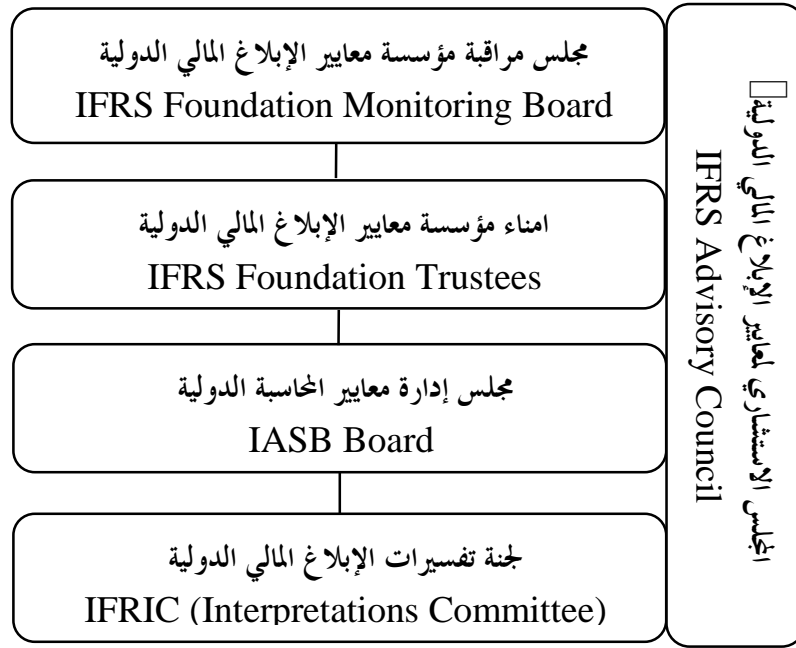 مجلس مراقبة مؤسسة معايير الإبلاغ المالي الدولية
IFRS Foundation Monitoring Board
امناء مؤسسة معايير الإبلاغ المالي الدولية
IFRS Foundation Trustees
مجلس إدارة معايير المحاسبة الدولية
IASB Board
لجنة تفسيرات الإبلاغ المالي الدولية
IFRIC (Interpretations Committee)
المجلس الاستشاري لمعايير الإبلاغ المالي الدولية
IFRS Advisory Council